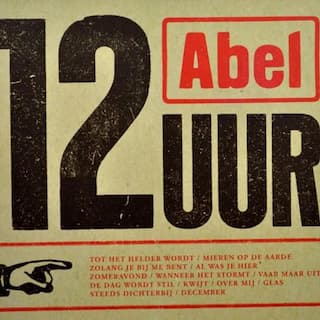 12
Abel
UUR
TOT HET HELDER WORDT / MIEREN OP DE AARDE
ZOLANG JE BIJ ME BENT / AL WAS JE HIER*
ZOMERAVOND / WANNEER HET STORMT / VAAR MAAR UIT
DE DAG WORDT STIL / KWIJT / OVER MIJ / GLAS
STEEDS DICHTERBIJ / DECEMBER